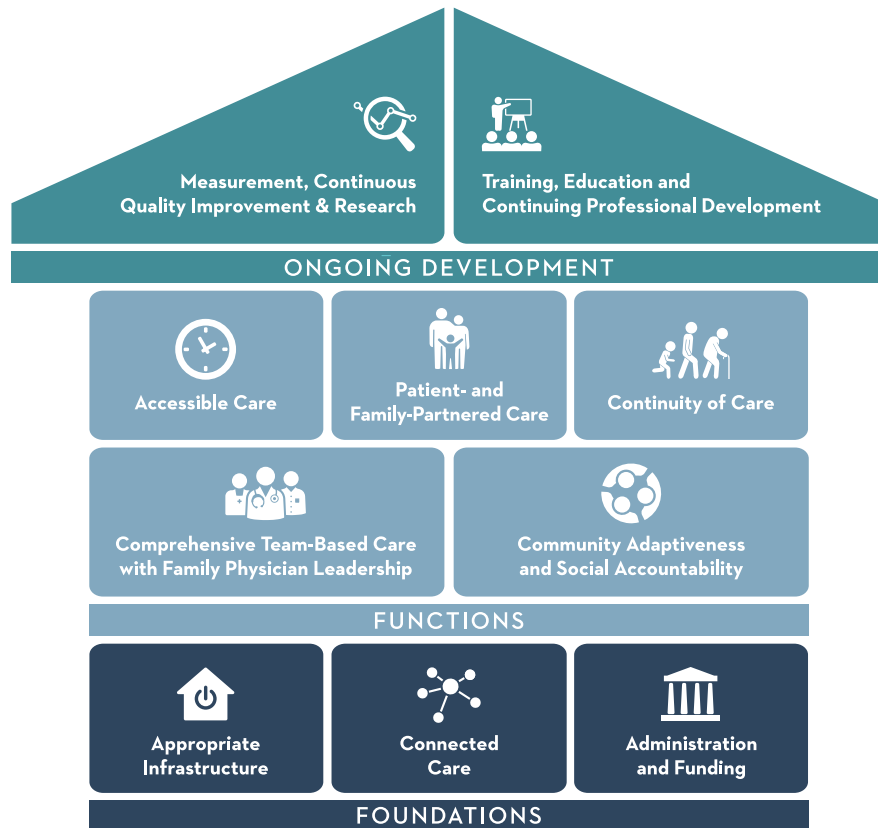 Measurement, Continuous
Quality Improvement & Research
Training, Education and
Continuing Professional Development
ONGOING DEVELOPMENT
Accessible Care
Patient- and
Family-Partnered Care
Continuity of Care
Comprehensive Team-Based Care
with Family Physician Leadership
Community Adaptiveness
and Social Accountability
FUNCTIONS
Appropriate
Infrastructure
Connected
Care
Administration
and Funding
FOUNDATIONS